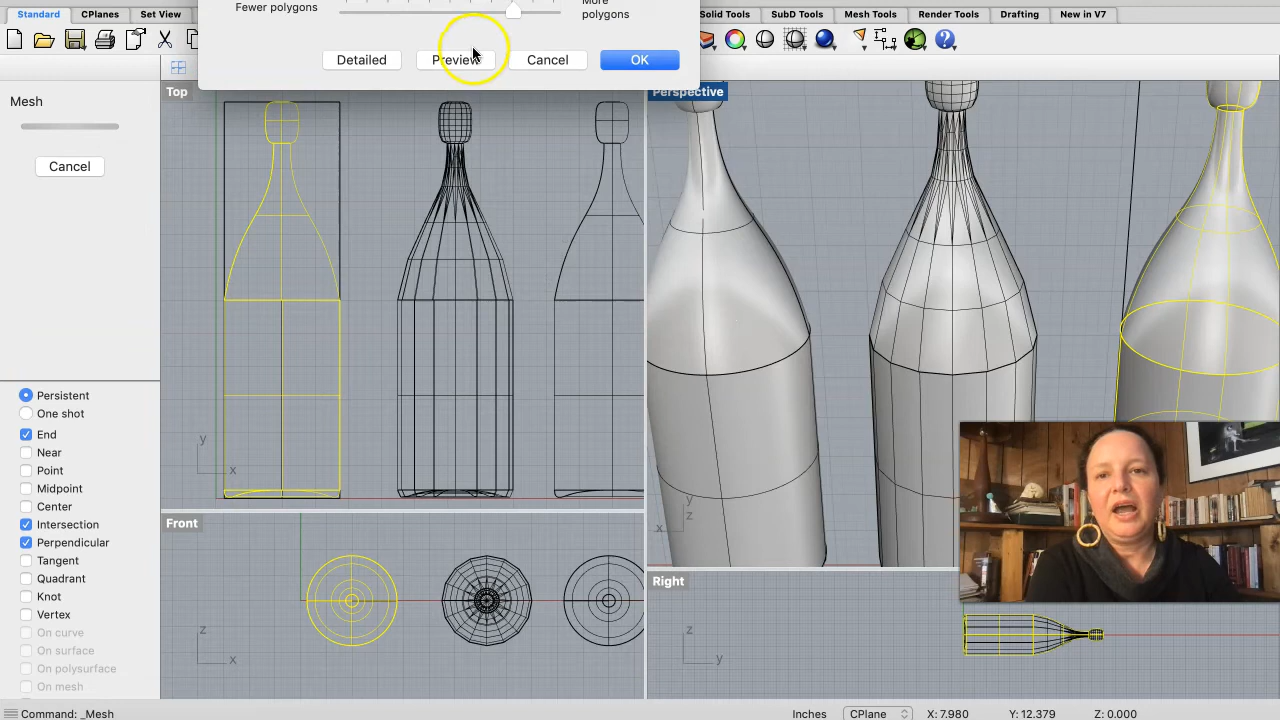 Standard CPlanes Set View Solid Tools SubD Tools Mesh Tools Render Tools Drafting New in V7
Fewer polygons
More
polygons
Detailed Preview Cancel OK
Mesh
Cancel
Top
Perspective
Front
Right
y
x
z
x
y
z
x
z
y
Persistent
One shot
End
Near
Point
Midpoint
Center
Intersection
Perpendicular
Tangent
Quadrant
Knot
Vertex
On curve
On surface
On polysurface
On mesh
Command: _Mesh Inches CPlane X: 7.980 Y: 12.379 Z: 0.000